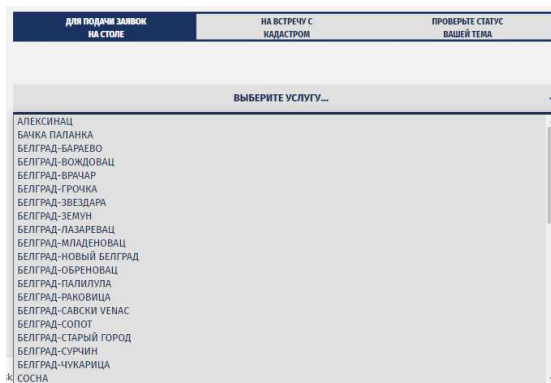 ДЛЯ ПОДАЧИ ЗАЯВОК
НА СТОЛЕ
НА ВСТРЕЧУ С
КАДАСТРОМ
ПРОВЕРЬТЕ СТАТУС
ВАШЕЙ ТЕМА
ВЫБЕРИТЕ УСЛУГУ...
АЛЕКСИНАЦ
БАЧКА ПАЛАНКА
БЕЛГРАД-БАРАЕВО
БЕЛГРАД-ВОЖДОВАЦ
БЕЛГРАД-ВРАЧАР
БЕЛГРАД-ГРОЧКА
БЕЛГРАД-ЗВЕЗДАРА
БЕЛГРАД-ЗЕМУН
БЕЛГРАД-ЛАЗАРЕВАЦ
БЕЛГРАД-МЛАДЕНОВАЦ
БЕЛГРАД-НОВЫЙ БЕЛГРАД
БЕЛГРАД-ОБРЕНОВАЦ
БЕЛГРАД-ПАЛИЛУЛА
БЕЛГРАД-РАКОВИЦА
БЕЛГРАД-САВСКИ VENAC
БЕЛГРАД-СОПОТ
БЕЛГРАД-СТАРЫЙ ГОРОД
БЕЛГРАД-СУРЧИН
БЕЛГРАД-ЧУКАРИЦА
СОСНА